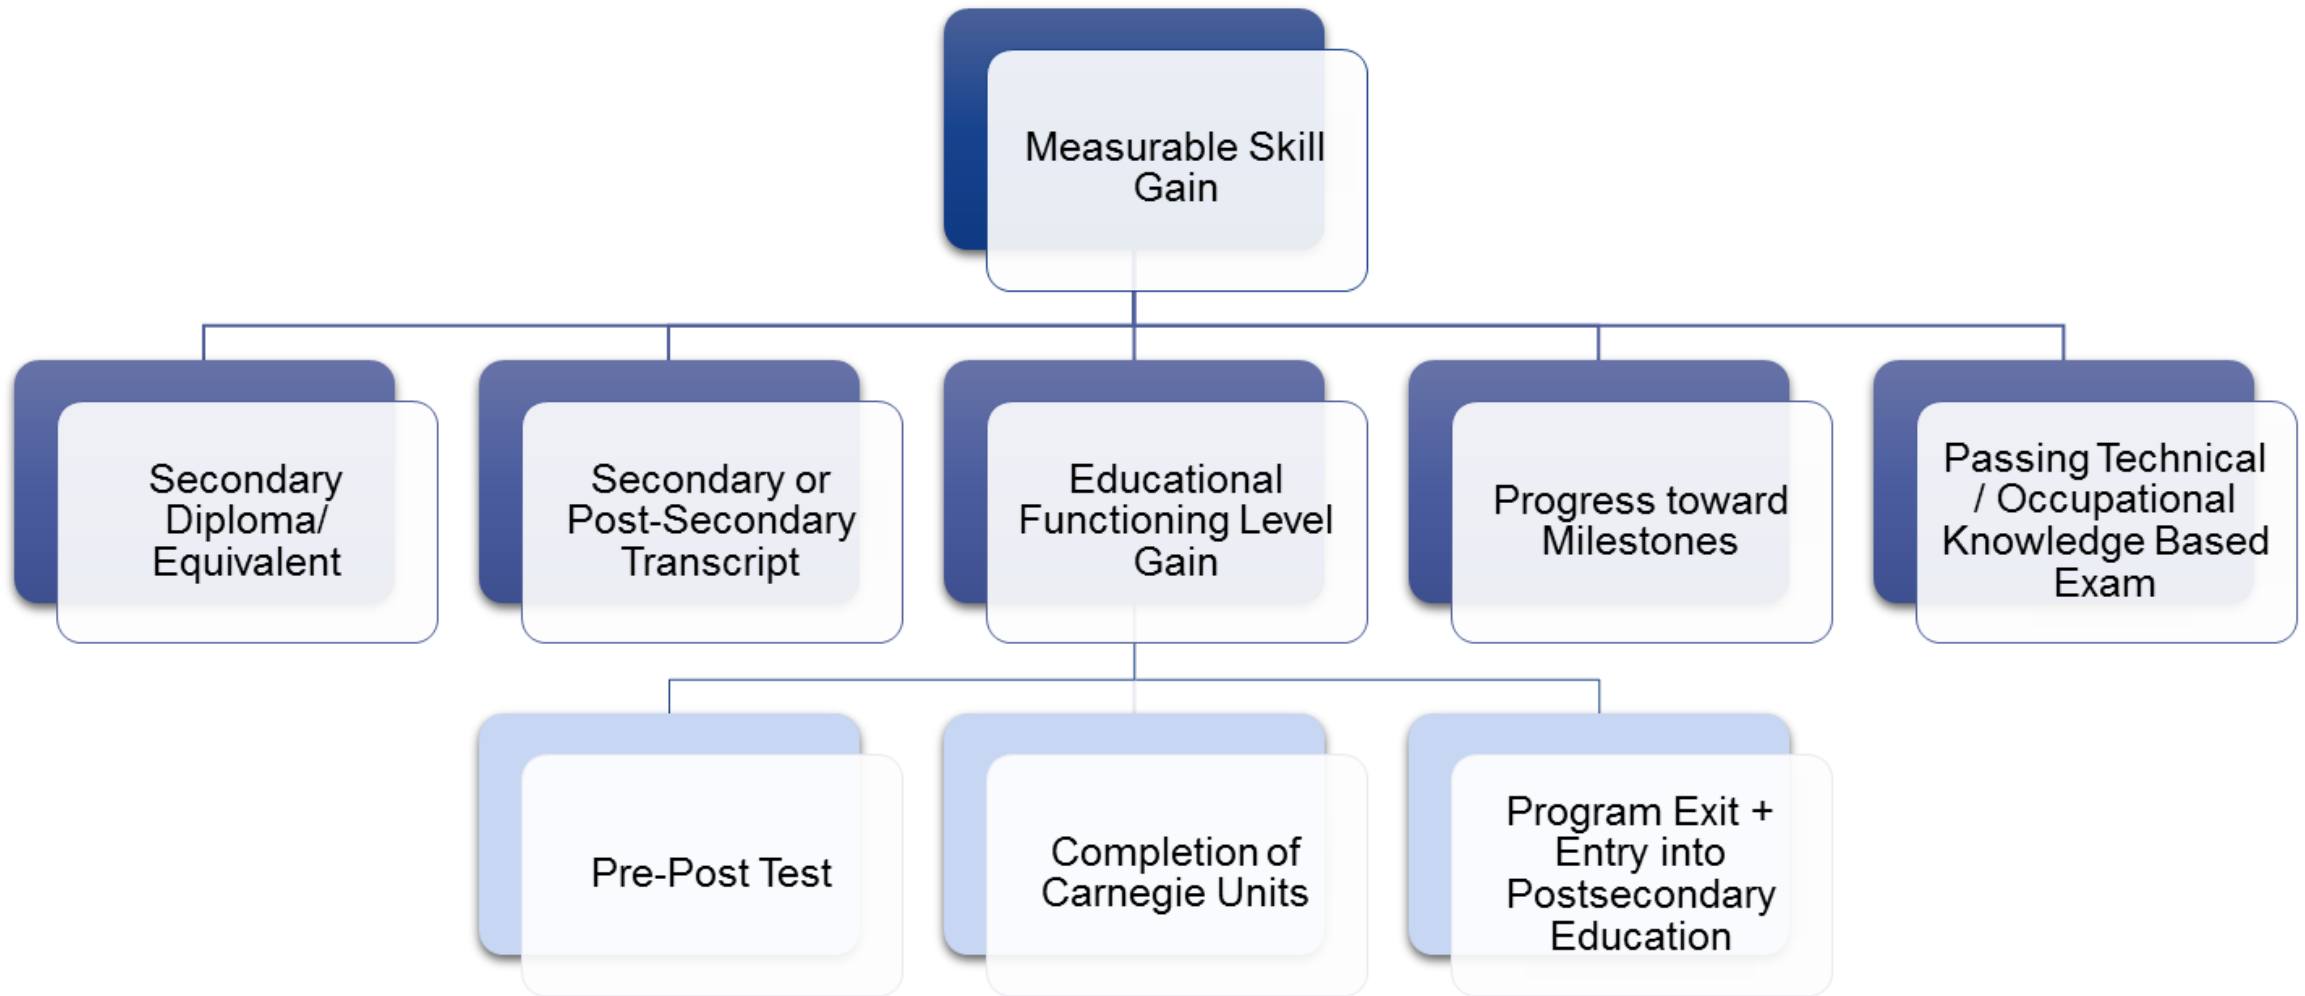 Measurable Skill
Gain
Secondary
Diploma/
Equivalent
Secondary or
Post-Secondary
Transcript
Educational
Functioning Level
Gain
Progress toward
Milestones
Passing Technical
/ Occupational
Knowledge Based
Exam
Pre-Post Test
Completion of
Carnegie Units
Program Exit +
Entry into
Postsecondary
Education